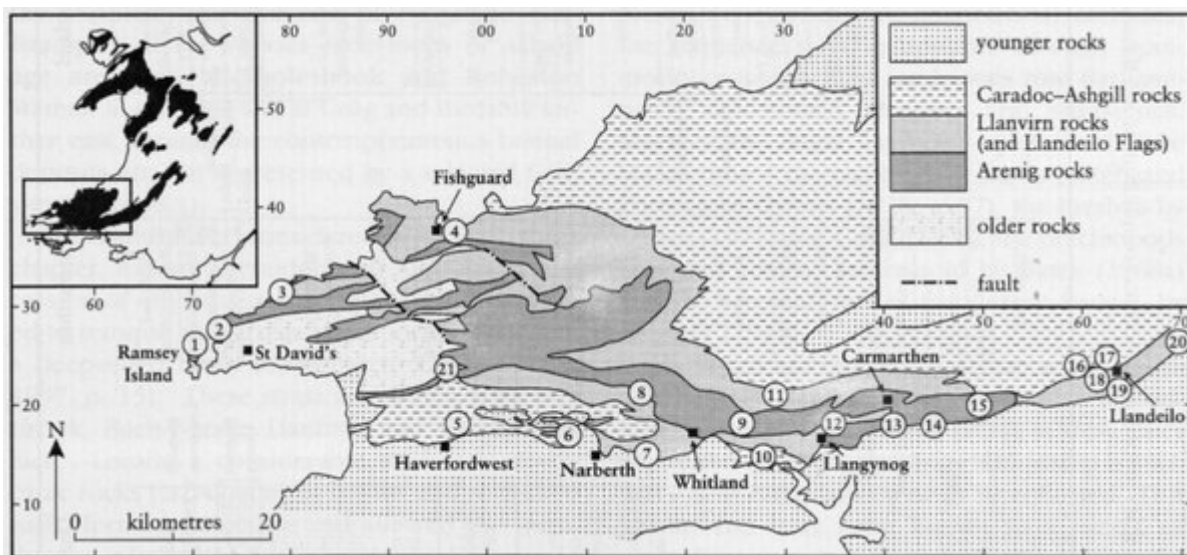 younger rocks
Caradoc–Ashgill rocks
Llanvirn rocks
(and Llandeilo Flags)
Arenig rocks
older rocks
fault
50
40
60
70
30
20
10
80
90
00
10
20
30
40
50
60
70
Fishguard
4
3
2
1
Ramsey
Island
St David's
21
5
6
8
7
Haverfordwest
Narberth
Whitland
9
10
11
12
Carmarthen
Llangynog
13
14
15
16
17
18
19
20
Llandeilo
N
0 kilometres 20